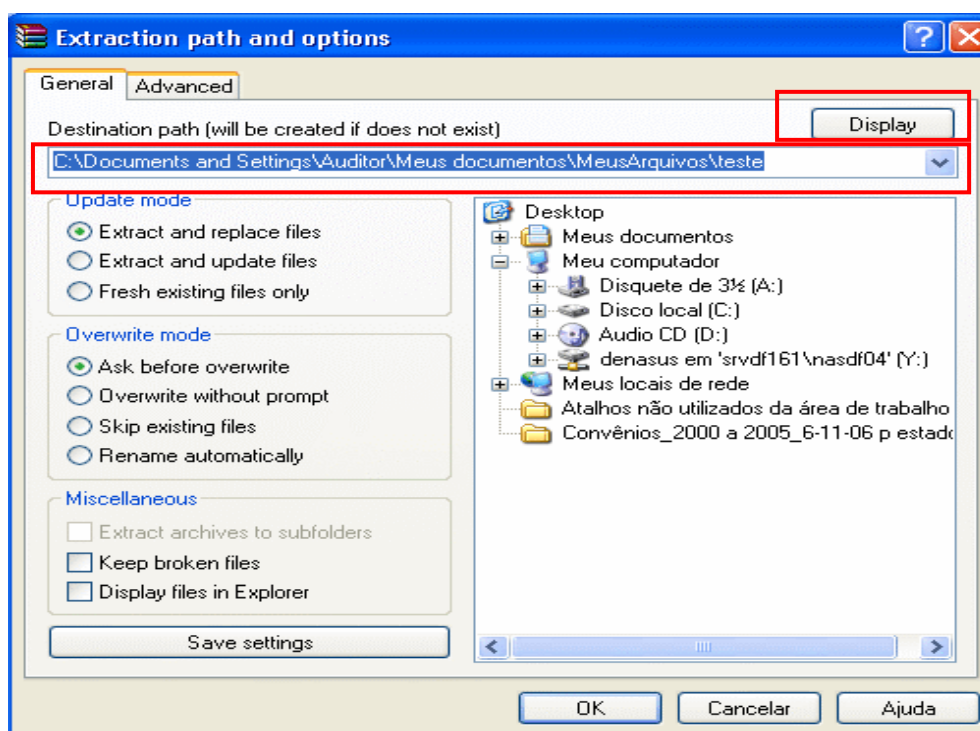 Extraction path and options
General
Advanced
Destination path (will be created if does not exist)
Display
C:\Documents and Settings\Auditor\Meus documentos\MeusArquivos\teste
Update mode
Extract and replace files
Extract and update files
Fresh existing files only
Overwrite mode
Ask before overwrite
Overwrite without prompt
Skip existing files
Rename automatically
Miscellaneous
Extract archives to subfolders
Keep broken files
Display files in Explorer
Save settings
Desktop
Meus documentos
Meu computador
Disquete de 3½ (A:)
Disco local (C:)
Audio CD (D:)
denasus em 'srvdf161\nasdf04' (Y:)
Meus locais de rede
Atalhos não utilizados da área de trabalho
Convênios_2000 a 2005_6-11-06 p estado
OK
Cancelar
Ajuda